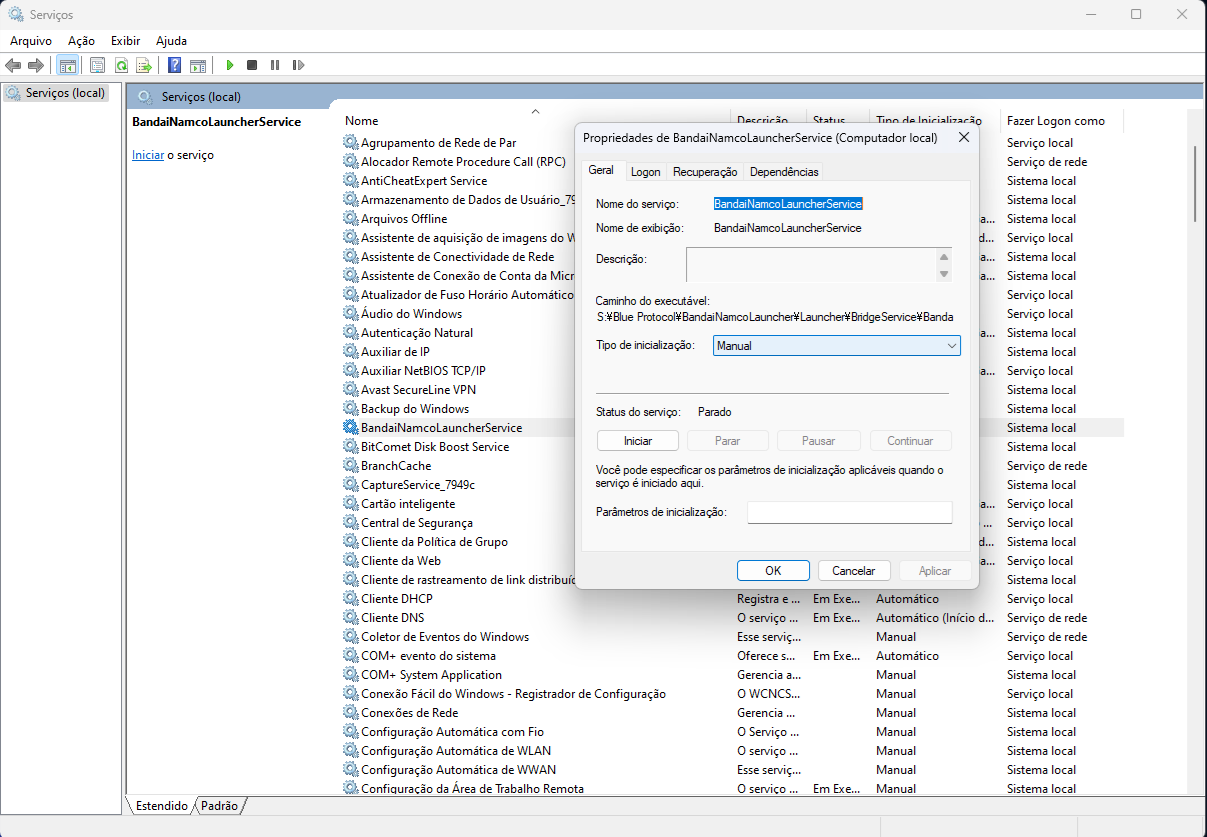 Serviços
Arquivo Ação Exibir Ajuda
Serviços (local)
Serviços (local)
BandaiNamcoLauncherService
Iniciar o serviço
Nome Descrição Status Tipo de Inicialização Fazer Logon como
Agrupamento de Rede de Par Serviço local
Alocador Remote Procedure Call (RPC) Serviço de rede
AntiCheatExpert Service Sistema local
Armazenamento de Dados de Usuário_79 Sistema local
Arquivos Offline a... Sistema local
Assistente de aquisição de imagens do W d... Serviço local
Assistente de Conectividade de Rede Sistema local
Assistente de Conexão de Conta da Micr a... Sistema local
Atualizador de Fuso Horário Automático Serviço local
Áudio do Windows Serviço local
Autenticação Natural a... Sistema local
Auxiliar de IP Sistema local
Auxiliar NetBIOS TCP/IP a... Serviço local
Avast SecureLine VPN Sistema local
Backup do Windows Sistema local
BandaiNamcoLauncherService Sistema local
BitComet Disk Boost Service Sistema local
BranchCache Serviço de rede
CaptureService_7949c Sistema local
Cartão inteligente a... Serviço local
Central de Segurança ... Serviço local
Cliente da Política de Grupo d... Sistema local
Cliente da Web a... Serviço local
Cliente de rastreamento de link distribuíc Sistema local
Cliente DHCP Registra e ... Em Exe... Automático Serviço local
Cliente DNS O serviço ... Em Exe... Automático (Início d... Serviço de rede
Coletor de Eventos do Windows Esse serviç... Manual Serviço de rede
COM+ evento do sistema Oferece s... Em Exe... Automático Serviço local
COM+ System Application Gerencia a... Manual Sistema local
Conexão Fácil do Windows - Registrador de Configuração O WCNCS... Manual Serviço local
Conexões de Rede Gerencia ... Manual Sistema local
Configuração Automática com Fio O Serviço ... Manual Sistema local
Configuração Automática de WLAN O serviço ... Manual Sistema local
Configuração Automática de WWAN Esse serviç... Manual Sistema local
Configuração da Área de Trabalho Remota O serviço ... Em Exe... Manual Sistema local
Estendido Padrão
Propriedades de BandaiNamcoLauncherService (Computador local)
Geral Logon Recuperação Dependências
Nome do serviço: BandaiNamcoLauncherService
Nome de exibição: BandaiNamcoLauncherService
Descrição:
Caminho do executável:
S:¥Blue Protocol¥BandaiNamcoLauncher¥Launcher¥BridgeService¥Banda
Tipo de inicialização: Manual
Status do serviço: Parado
Iniciar Parar Pausar Continuar
Você pode especificar os parâmetros de inicialização aplicáveis quando o
serviço é iniciado aqui.
Parâmetros de inicialização:
OK Cancelar Aplicar